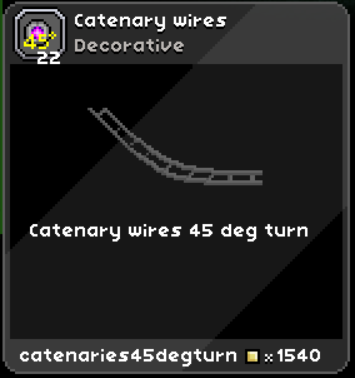 Catenary wires
Decorative
45°
22
Catenary wires 45 deg turn
catenaries45degturn x1540